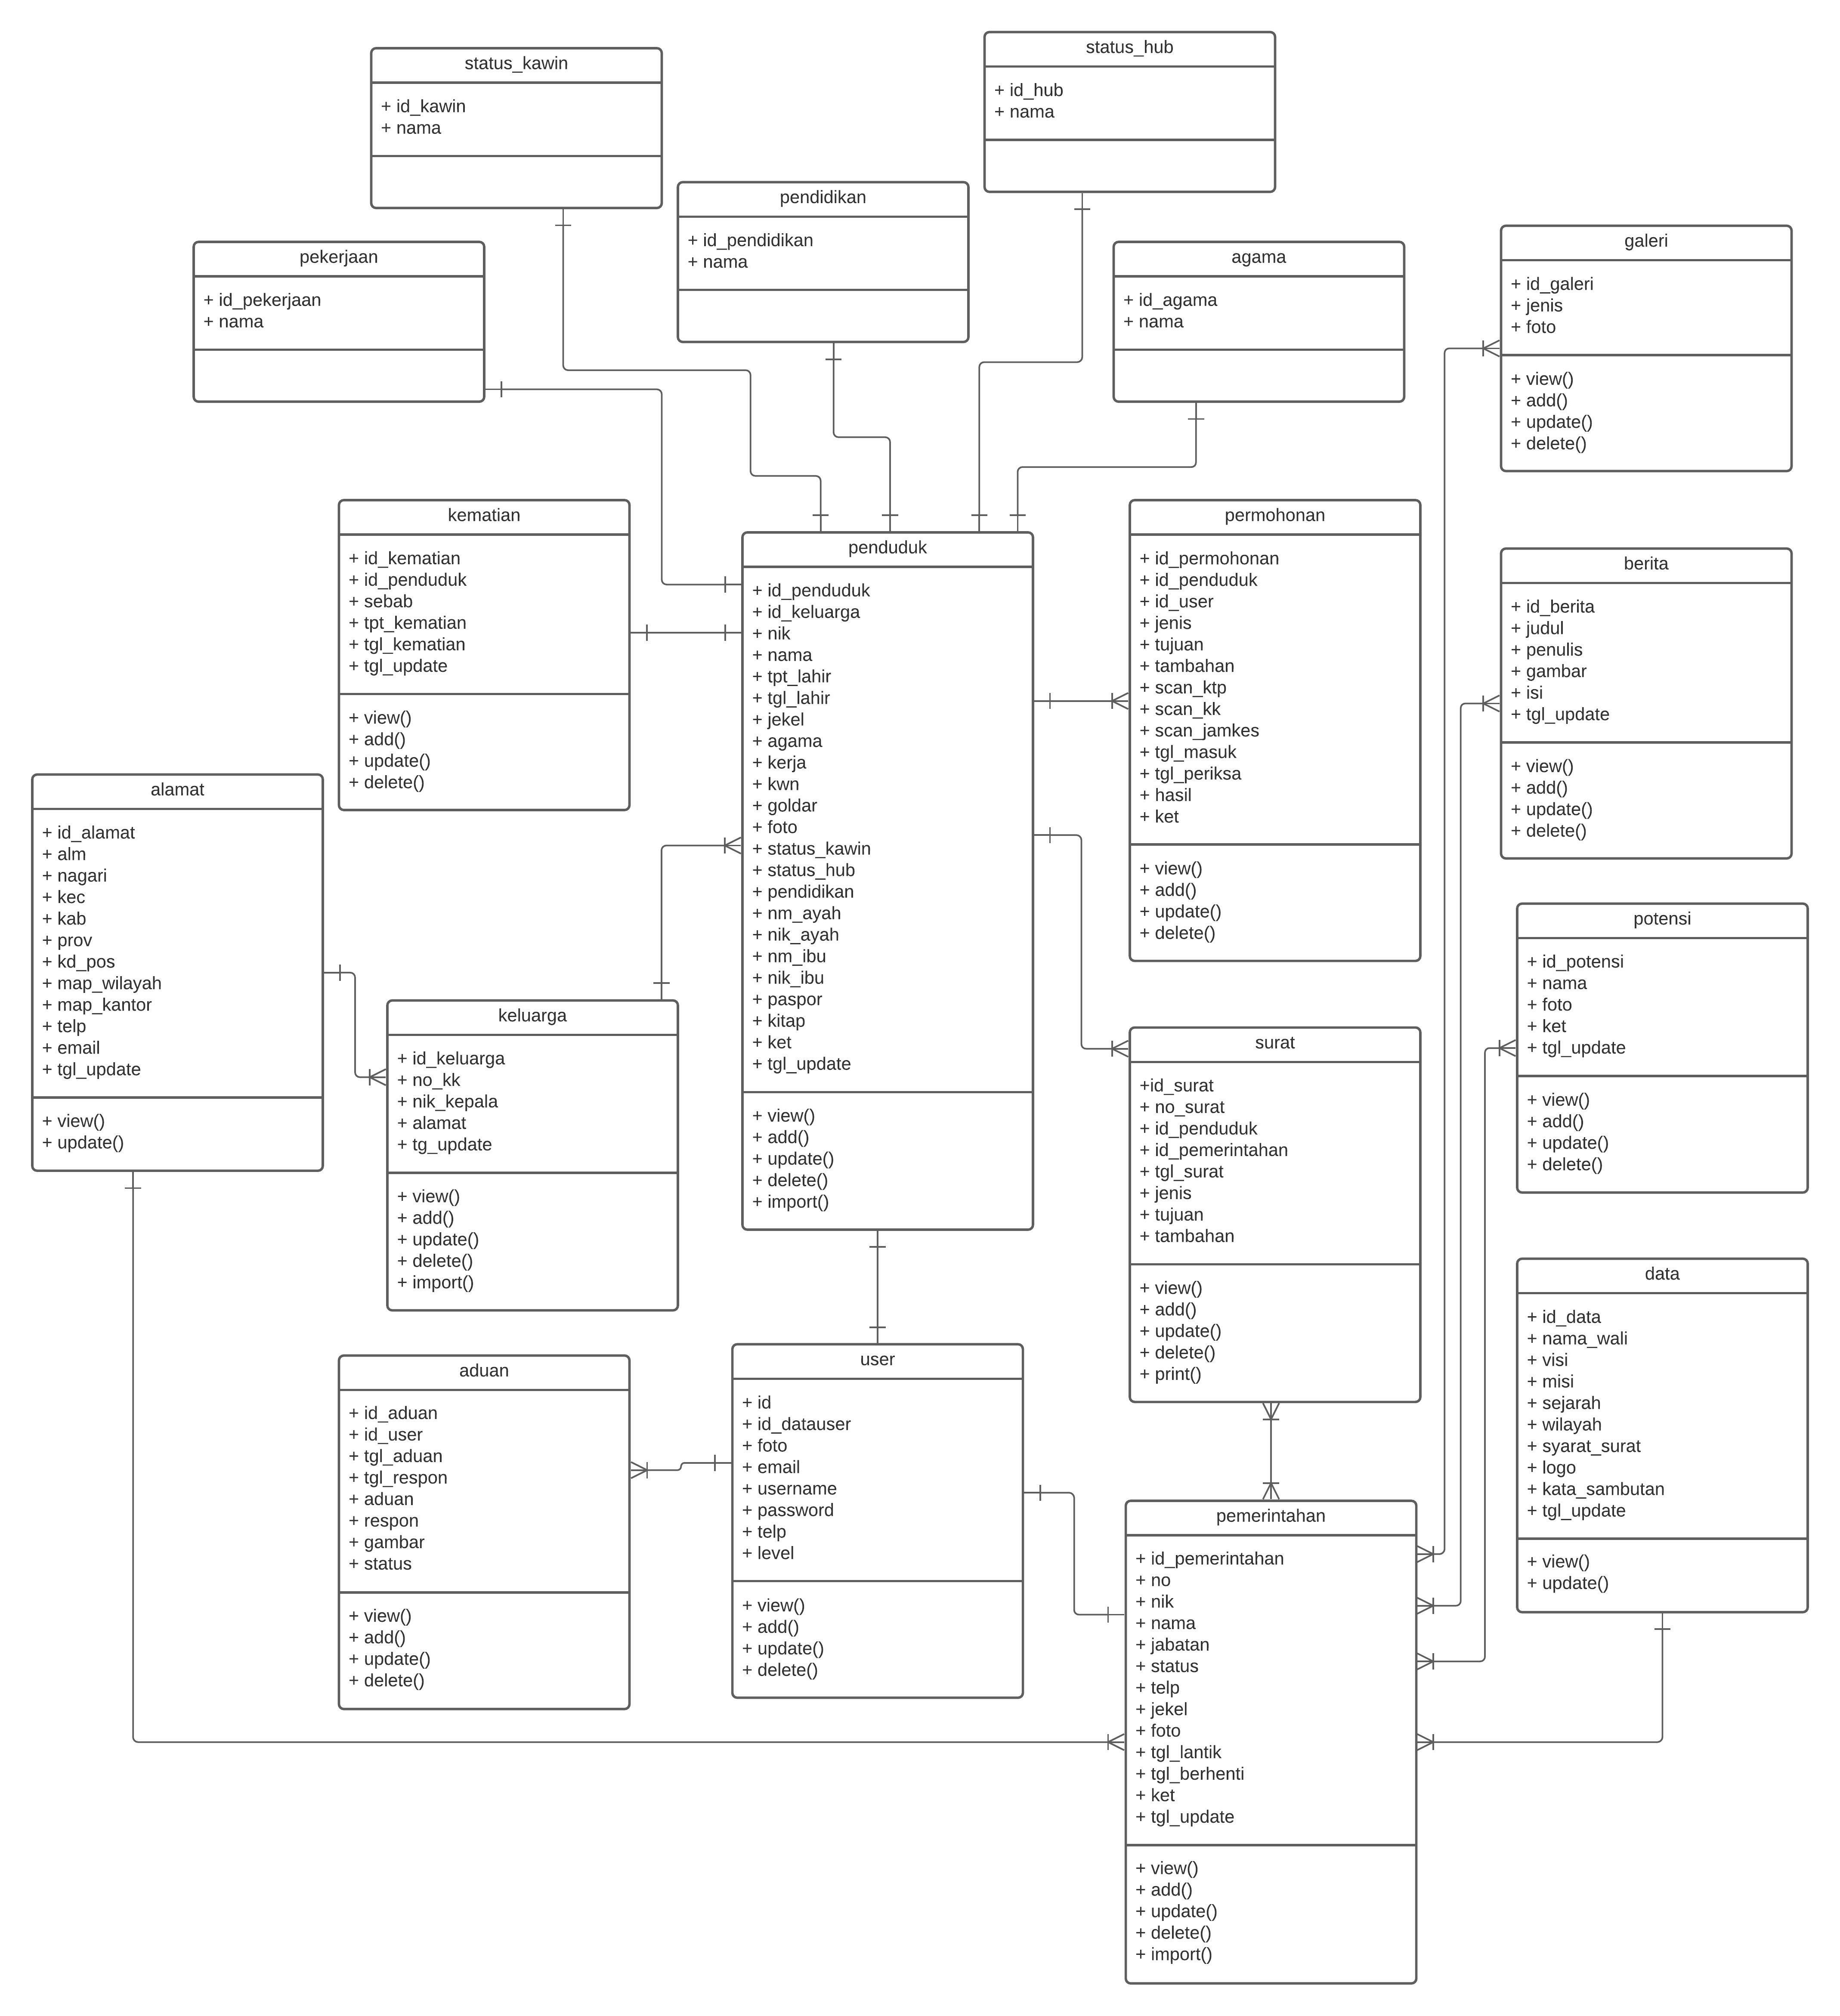 status_kawin
+ id_kawin
+ nama
status_hub
+ id_hub
+ nama
pendidikan
+ id_pendidikan
+ nama
pekerjaan
+ id_pekerjaan
+ nama
agama
+ id_agama
+ nama
galeri
+ id_galeri
+ jenis
+ foto
+ view()
+ add()
+ update()
+ delete()
kematian
+ id_kematian
+ id_penduduk
+ sebab
+ tpt_kematian
+ tgl_kematian
+ tgl_update
+ view()
+ add()
+ update()
+ delete()
penduduk
+ id_penduduk
+ id_keluarga
+ nik
+ nama
+ tpt_lahir
+ tgl_lahir
+ jekel
+ agama
+ kerja
+ kwn
+ goldar
+ foto
+ status_kawin
+ status_hub
+ pendidikan
+ nm_ayah
+ nik_ayah
+ nm_ibu
+ nik_ibu
+ paspor
+ kitap
+ ket
+ tgl_update
+ view()
+ add()
+ update()
+ delete()
+ import()
permohonan
+ id_permohonan
+ id_penduduk
+ id_user
+ jenis
+ tujuan
+ tambahan
+ scan_ktp
+ scan_kk
+ scan_jamkes
+ tgl_masuk
+ tgl_periksa
+ hasil
+ ket
+ view()
+ add()
+ update()
+ delete()
berita
+ id_berita
+ judul
+ penulis
+ gambar
+ isi
+ tgl_update
+ view()
+ add()
+ update()
+ delete()
alamat
+ id_alamat
+ alm
+ nagari
+ kec
+ kab
+ prov
+ kd_pos
+ map_wilayah
+ map_kantor
+ telp
+ email
+ tgl_update
+ view()
+ update()
keluarga
+ id_keluarga
+ no_kk
+ nik_kepala
+ alamat
+ tg_update
+ view()
+ add()
+ update()
+ delete()
+ import()
surat
+id_surat
+ no_surat
+ id_penduduk
+ id_pemerintahan
+ tgl_surat
+ jenis
+ tujuan
+ tambahan
+ view()
+ add()
+ update()
+ delete()
+ print()
potensi
+ id_potensi
+ nama
+ foto
+ ket
+ tgl_update
+ view()
+ add()
+ update()
+ delete()
data
+ id_data
+ nama_wali
+ visi
+ misi
+ sejarah
+ wilayah
+ syarat_surat
+ logo
+ kata_sambutan
+ tgl_update
+ view()
+ update()
aduan
+ id_aduan
+ id_user
+ tgl_aduan
+ tgl_respon
+ aduan
+ respon
+ gambar
+ status
+ view()
+ add()
+ update()
+ delete()
user
+ id
+ id_datauser
+ foto
+ email
+ username
+ password
+ telp
+ level
+ view()
+ add()
+ update()
+ delete()
pemerintahan
+ id_pemerintahan
+ no
+ nik
+ nama
+ jabatan
+ status
+ telp
+ jekel
+ foto
+ tgl_lantik
+ tgl_berhenti
+ ket
+ tgl_update
+ view()
+ add()
+ update()
+ delete()
+ import()